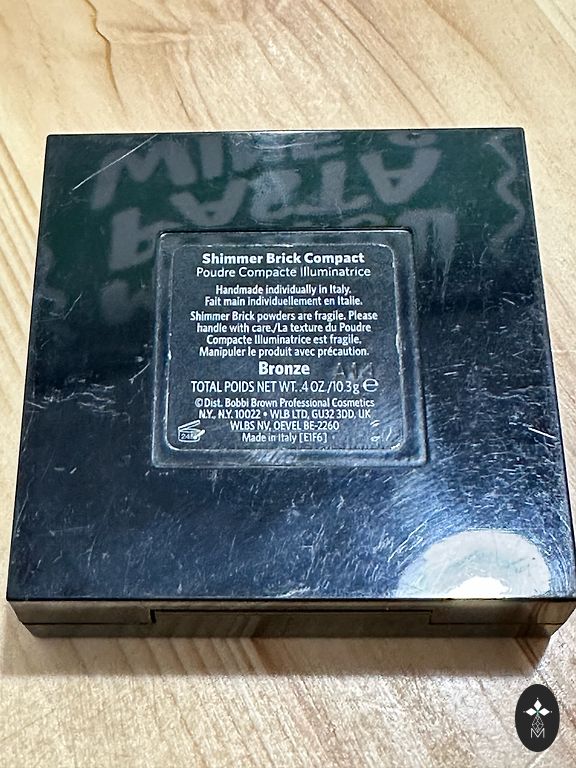 Shimmer Brick Compact
Poudre Compacte Illuminatrice
Handmade individually in Italy.
Fait main individuellement en Italie.
Shimmer Brick powders are fragile. Please
handle with care./La texture du Poudre
Compacte Illuminatrice est fragile.
Manipuler le produit avec précaution.
Bronze A14
TOTAL POIDS NET WT. .4 OZ./10.3g ℮
©Dist. Bobbi Brown Professional Cosmetics
N.Y., N.Y. 10022 • WLB LTD, GU32 3DD, UK
WLBS NV, OEVEL BE-2260
24M Made in Italy [E1F6]